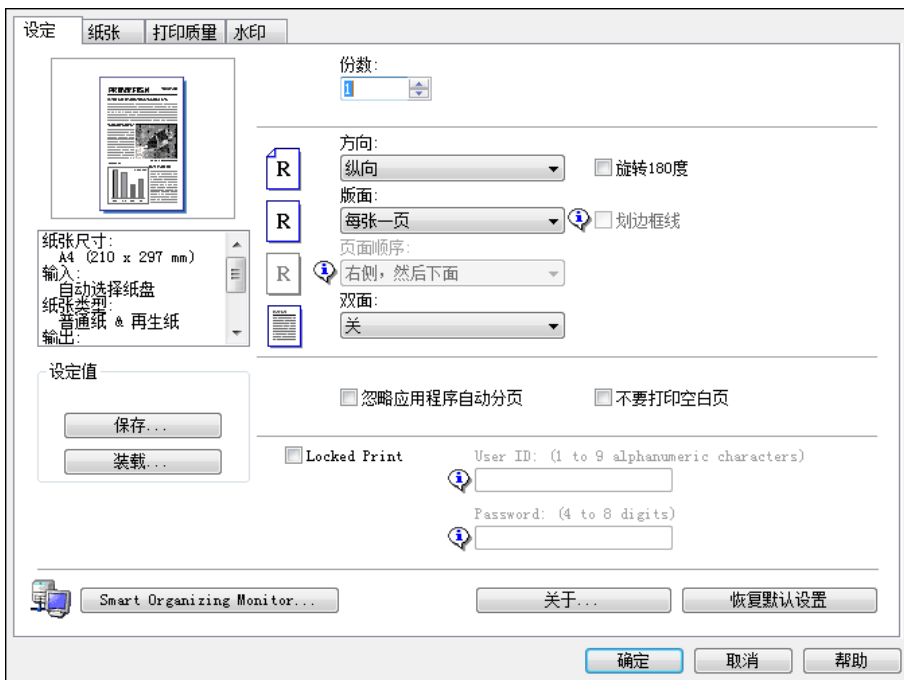 设定 纸张 打印质量 水印
份数:
1
方向:
纵向
旋转180度
版面:
每张一页
划边框线
页面顺序:
右侧，然后下面
双面:
关
R
R
R
纸张尺寸:
A4 (210 x 297 mm)
输入:
自动选择纸盘
纸张类型:
普通纸 & 再生纸
输出:
设定值
保存...
装载...
忽略应用程序自动分页
不要打印空白页
Locked Print
User ID: (1 to 9 alphanumeric characters)
Password: (4 to 8 digits)
Smart Organizing Monitor...
关于...
恢复默认设置
确定
取消
帮助